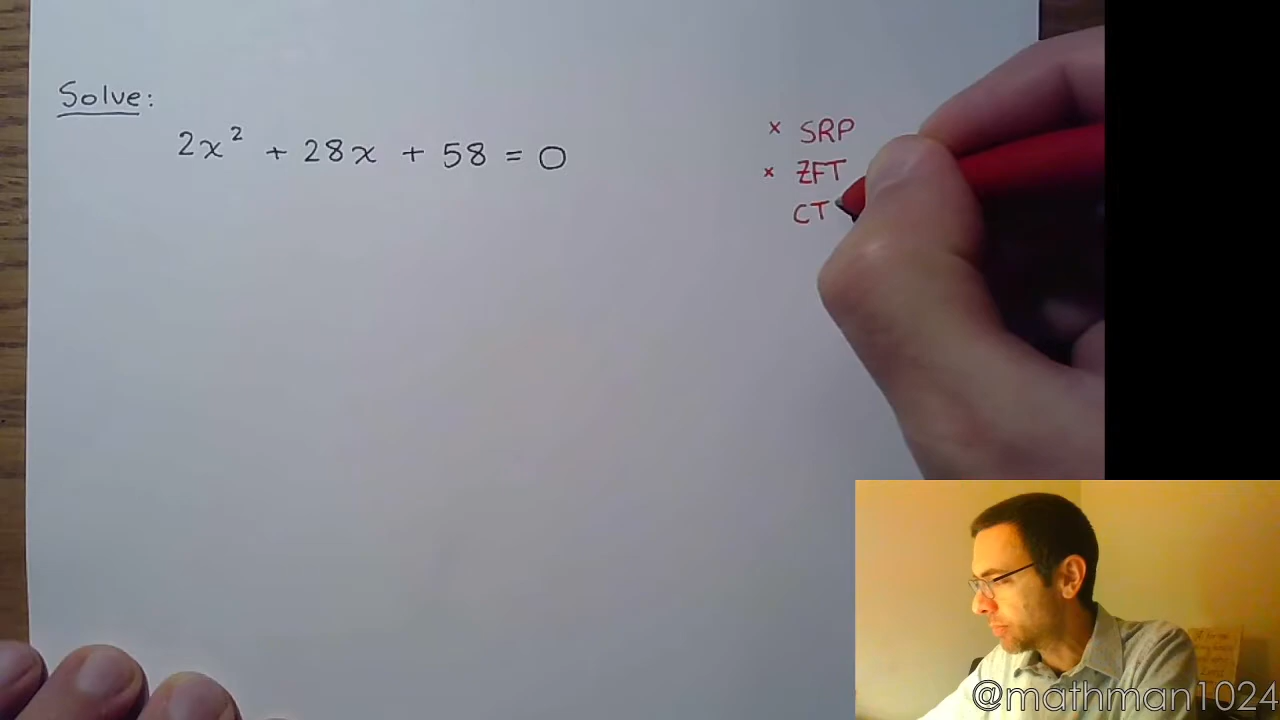 Solve:
2x² + 28x + 58 = 0
× SRP
× ZFT
CT
@mathman1024